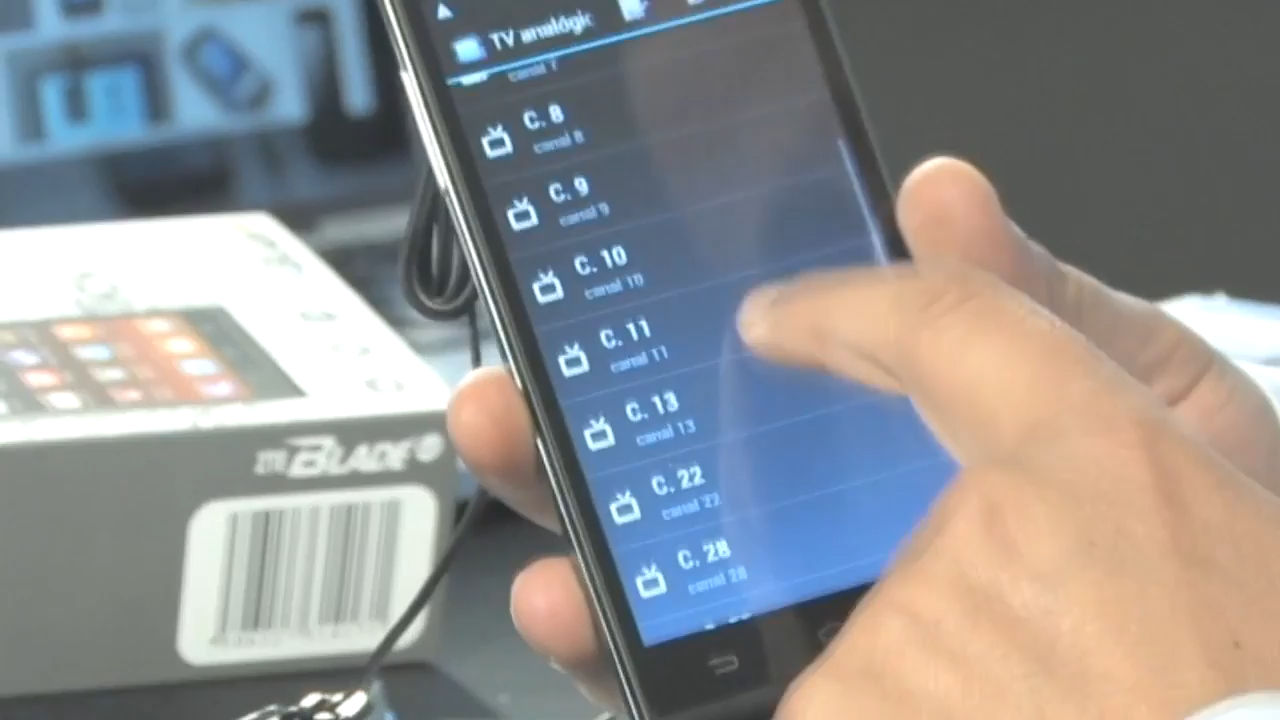 TV analógic
canal 7
C. 8
canal 8
C. 9
canal 9
C. 10
canal 10
C. 11
canal 11
C. 13
canal 13
C. 22
canal 22
C. 28
canal 28
ZTE BLADE